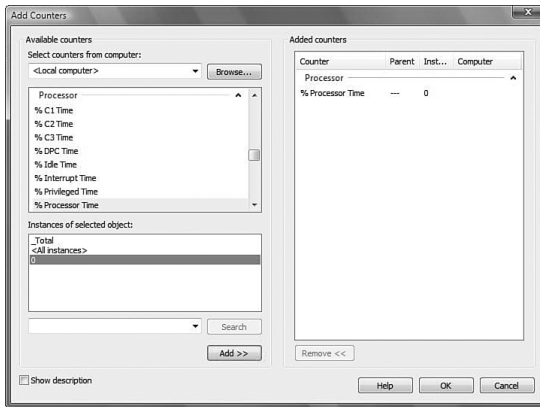 Add Counters
Available counters
Select counters from computer:
<Local computer>
Browse...
Processor
% C1 Time
% C2 Time
% C3 Time
% DPC Time
% Idle Time
% Interrupt Time
% Privileged Time
% Processor Time
Instances of selected object:
_Total
<All instances>
0
Search
Add >>
Show description
Added counters
Counter Parent Inst... Computer
Processor
% Processor Time --- 0
Remove <<
Help OK Cancel